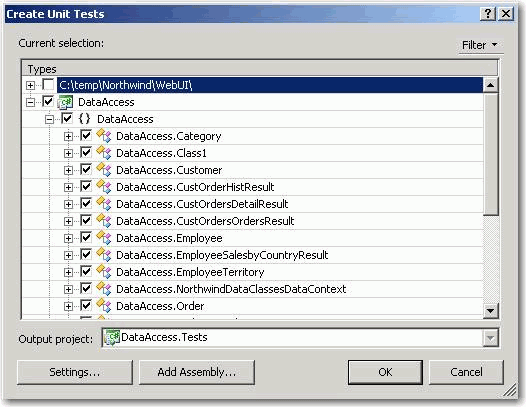 Create Unit Tests
Current selection:
Filter
Types
C:\temp\Northwind\WebUI\
DataAccess
{} DataAccess
DataAccess.Category
DataAccess.Class1
DataAccess.Customer
DataAccess.CustOrderHistResult
DataAccess.CustOrdersDetailResult
DataAccess.CustOrdersOrdersResult
DataAccess.Employee
DataAccess.EmployeeSalesbyCountryResult
DataAccess.EmployeeTerritory
DataAccess.NorthwindDataClassesDataContext
DataAccess.Order
Output project: DataAccess.Tests
Settings... Add Assembly... OK Cancel